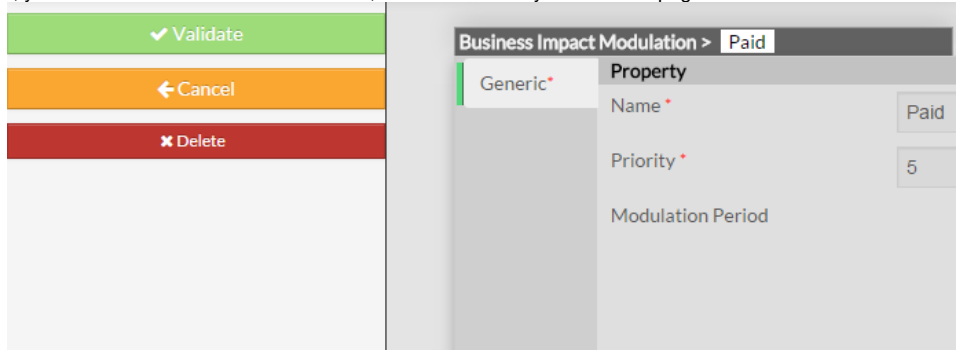 Validate
Cancel
Delete
Business Impact Modulation > Paid
Generic*
Property
Name *
Paid
Priority *
5
Modulation Period